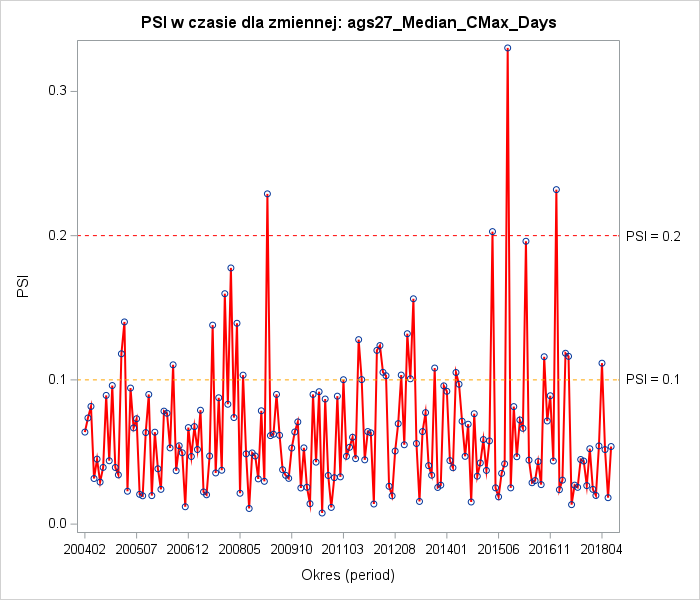 PSI w czasie dla zmiennej: ags27_Median_CMax_Days
PSI
0.3
0.2
0.1
0.0
PSI = 0.2
PSI = 0.1
200402 200507 200612 200805 200910 201103 201208 201401 201506 201611 201804
Okres (period)